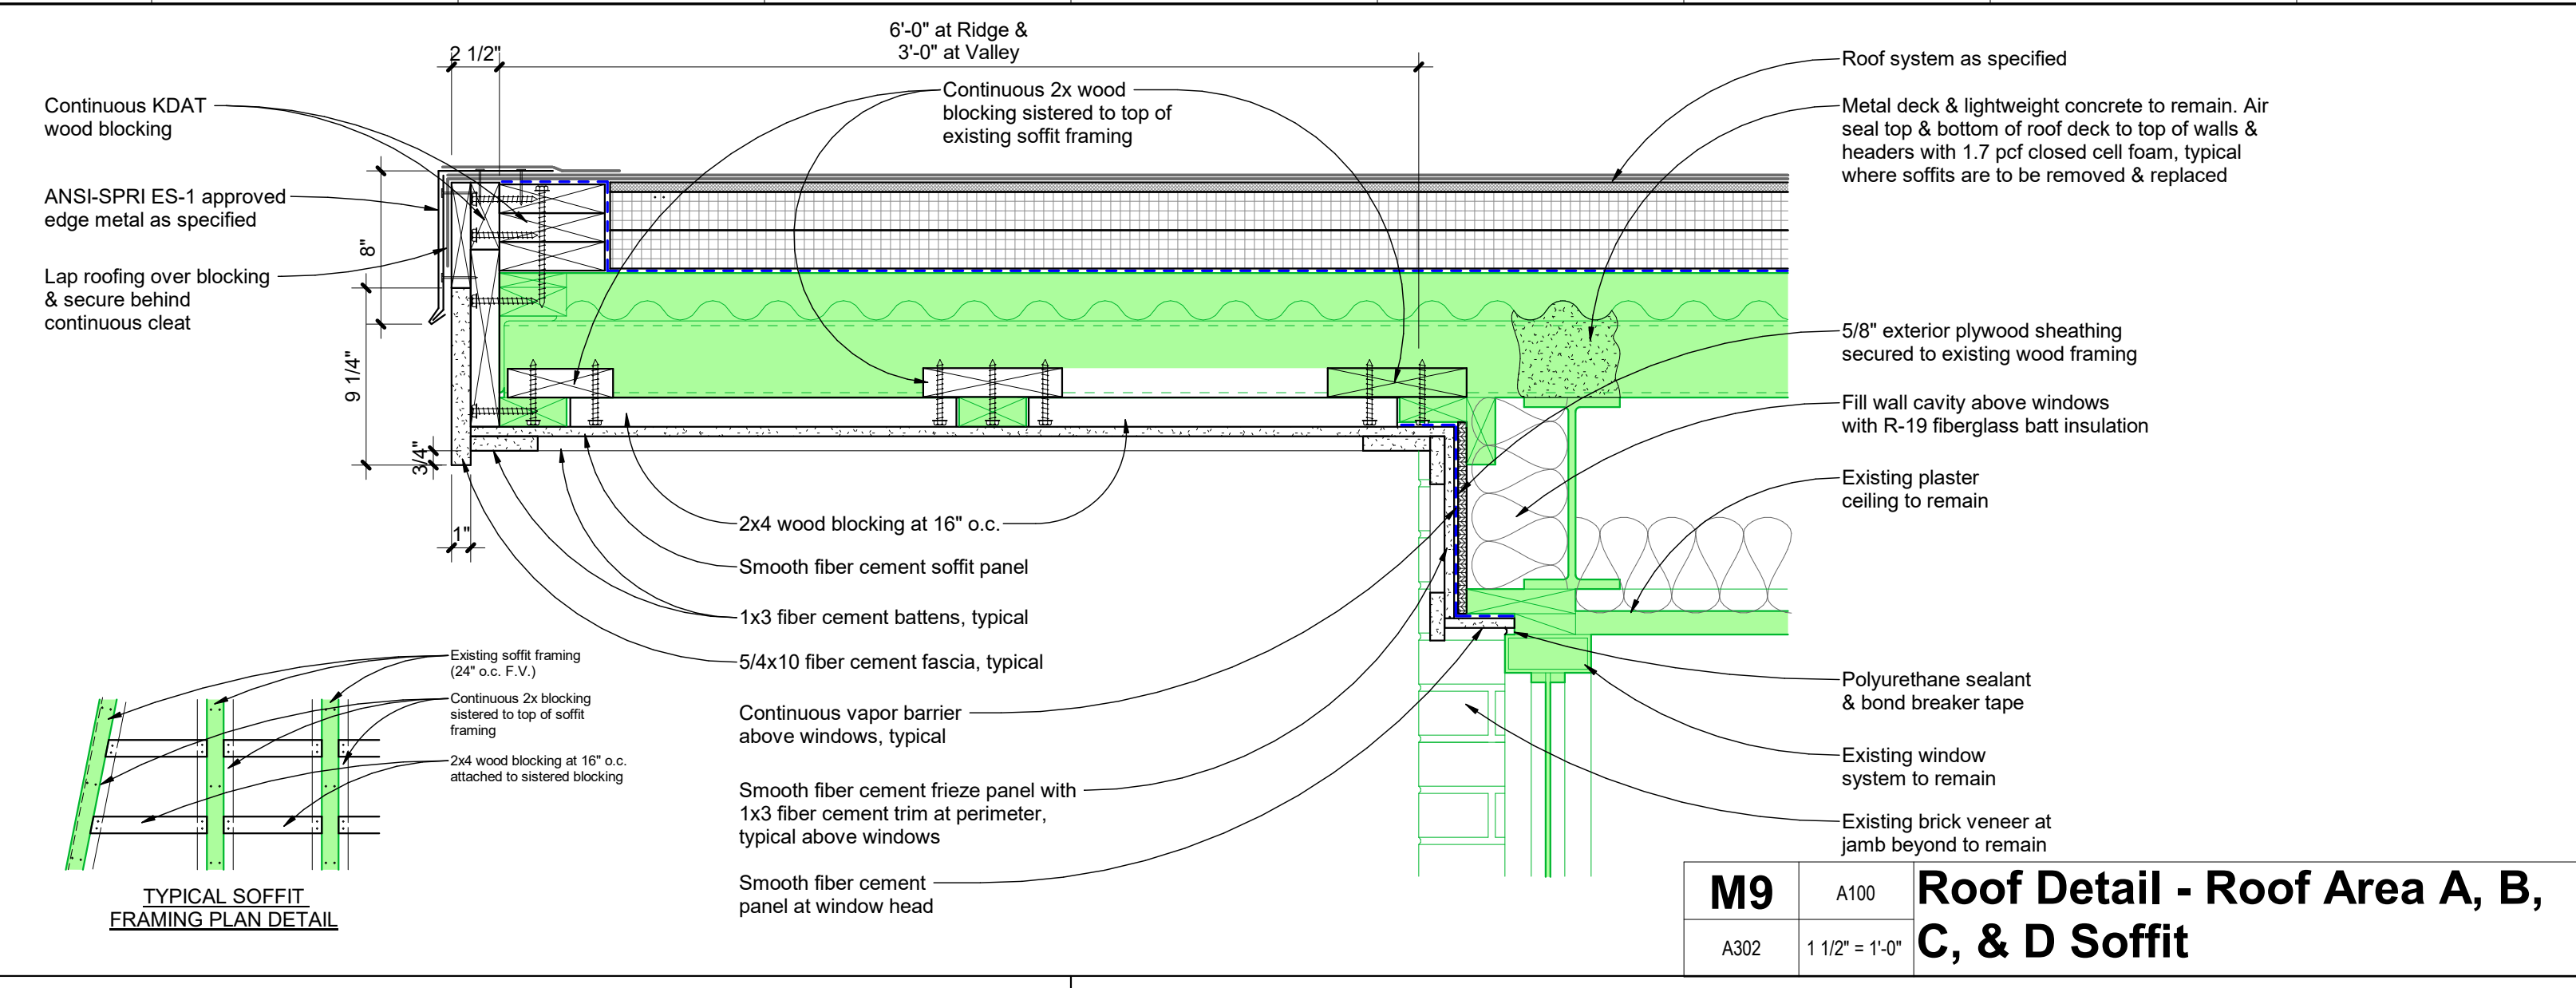 6'-0" at Ridge &
3'-0" at Valley
2 1/2"
Continuous KDAT
wood blocking
ANSI-SPRI ES-1 approved
edge metal as specified
Lap roofing over blocking
& secure behind
continuous cleat
8"
9 1/4"
3/4"
1"
Continuous 2x wood
blocking sistered to top of
existing soffit framing
Roof system as specified
Metal deck & lightweight concrete to remain. Air
seal top & bottom of roof deck to top of walls &
headers with 1.7 pcf closed cell foam, typical
where soffits are to be removed & replaced
5/8" exterior plywood sheathing
secured to existing wood framing
Fill wall cavity above windows
with R-19 fiberglass batt insulation
Existing plaster
ceiling to remain
2x4 wood blocking at 16" o.c.
Smooth fiber cement soffit panel
1x3 fiber cement battens, typical
5/4x10 fiber cement fascia, typical
Continuous vapor barrier
above windows, typical
Smooth fiber cement frieze panel with
1x3 fiber cement trim at perimeter,
typical above windows
Smooth fiber cement
panel at window head
Polyurethane sealant
& bond breaker tape
Existing window
system to remain
Existing brick veneer at
jamb beyond to remain
Existing soffit framing
(24" o.c. F.V.)
Continuous 2x blocking
sistered to top of soffit
framing
2x4 wood blocking at 16" o.c.
attached to sistered blocking
TYPICAL SOFFIT
FRAMING PLAN DETAIL
M9
A100
A302
1 1/2" = 1'-0"
Roof Detail - Roof Area A, B,
C, & D Soffit